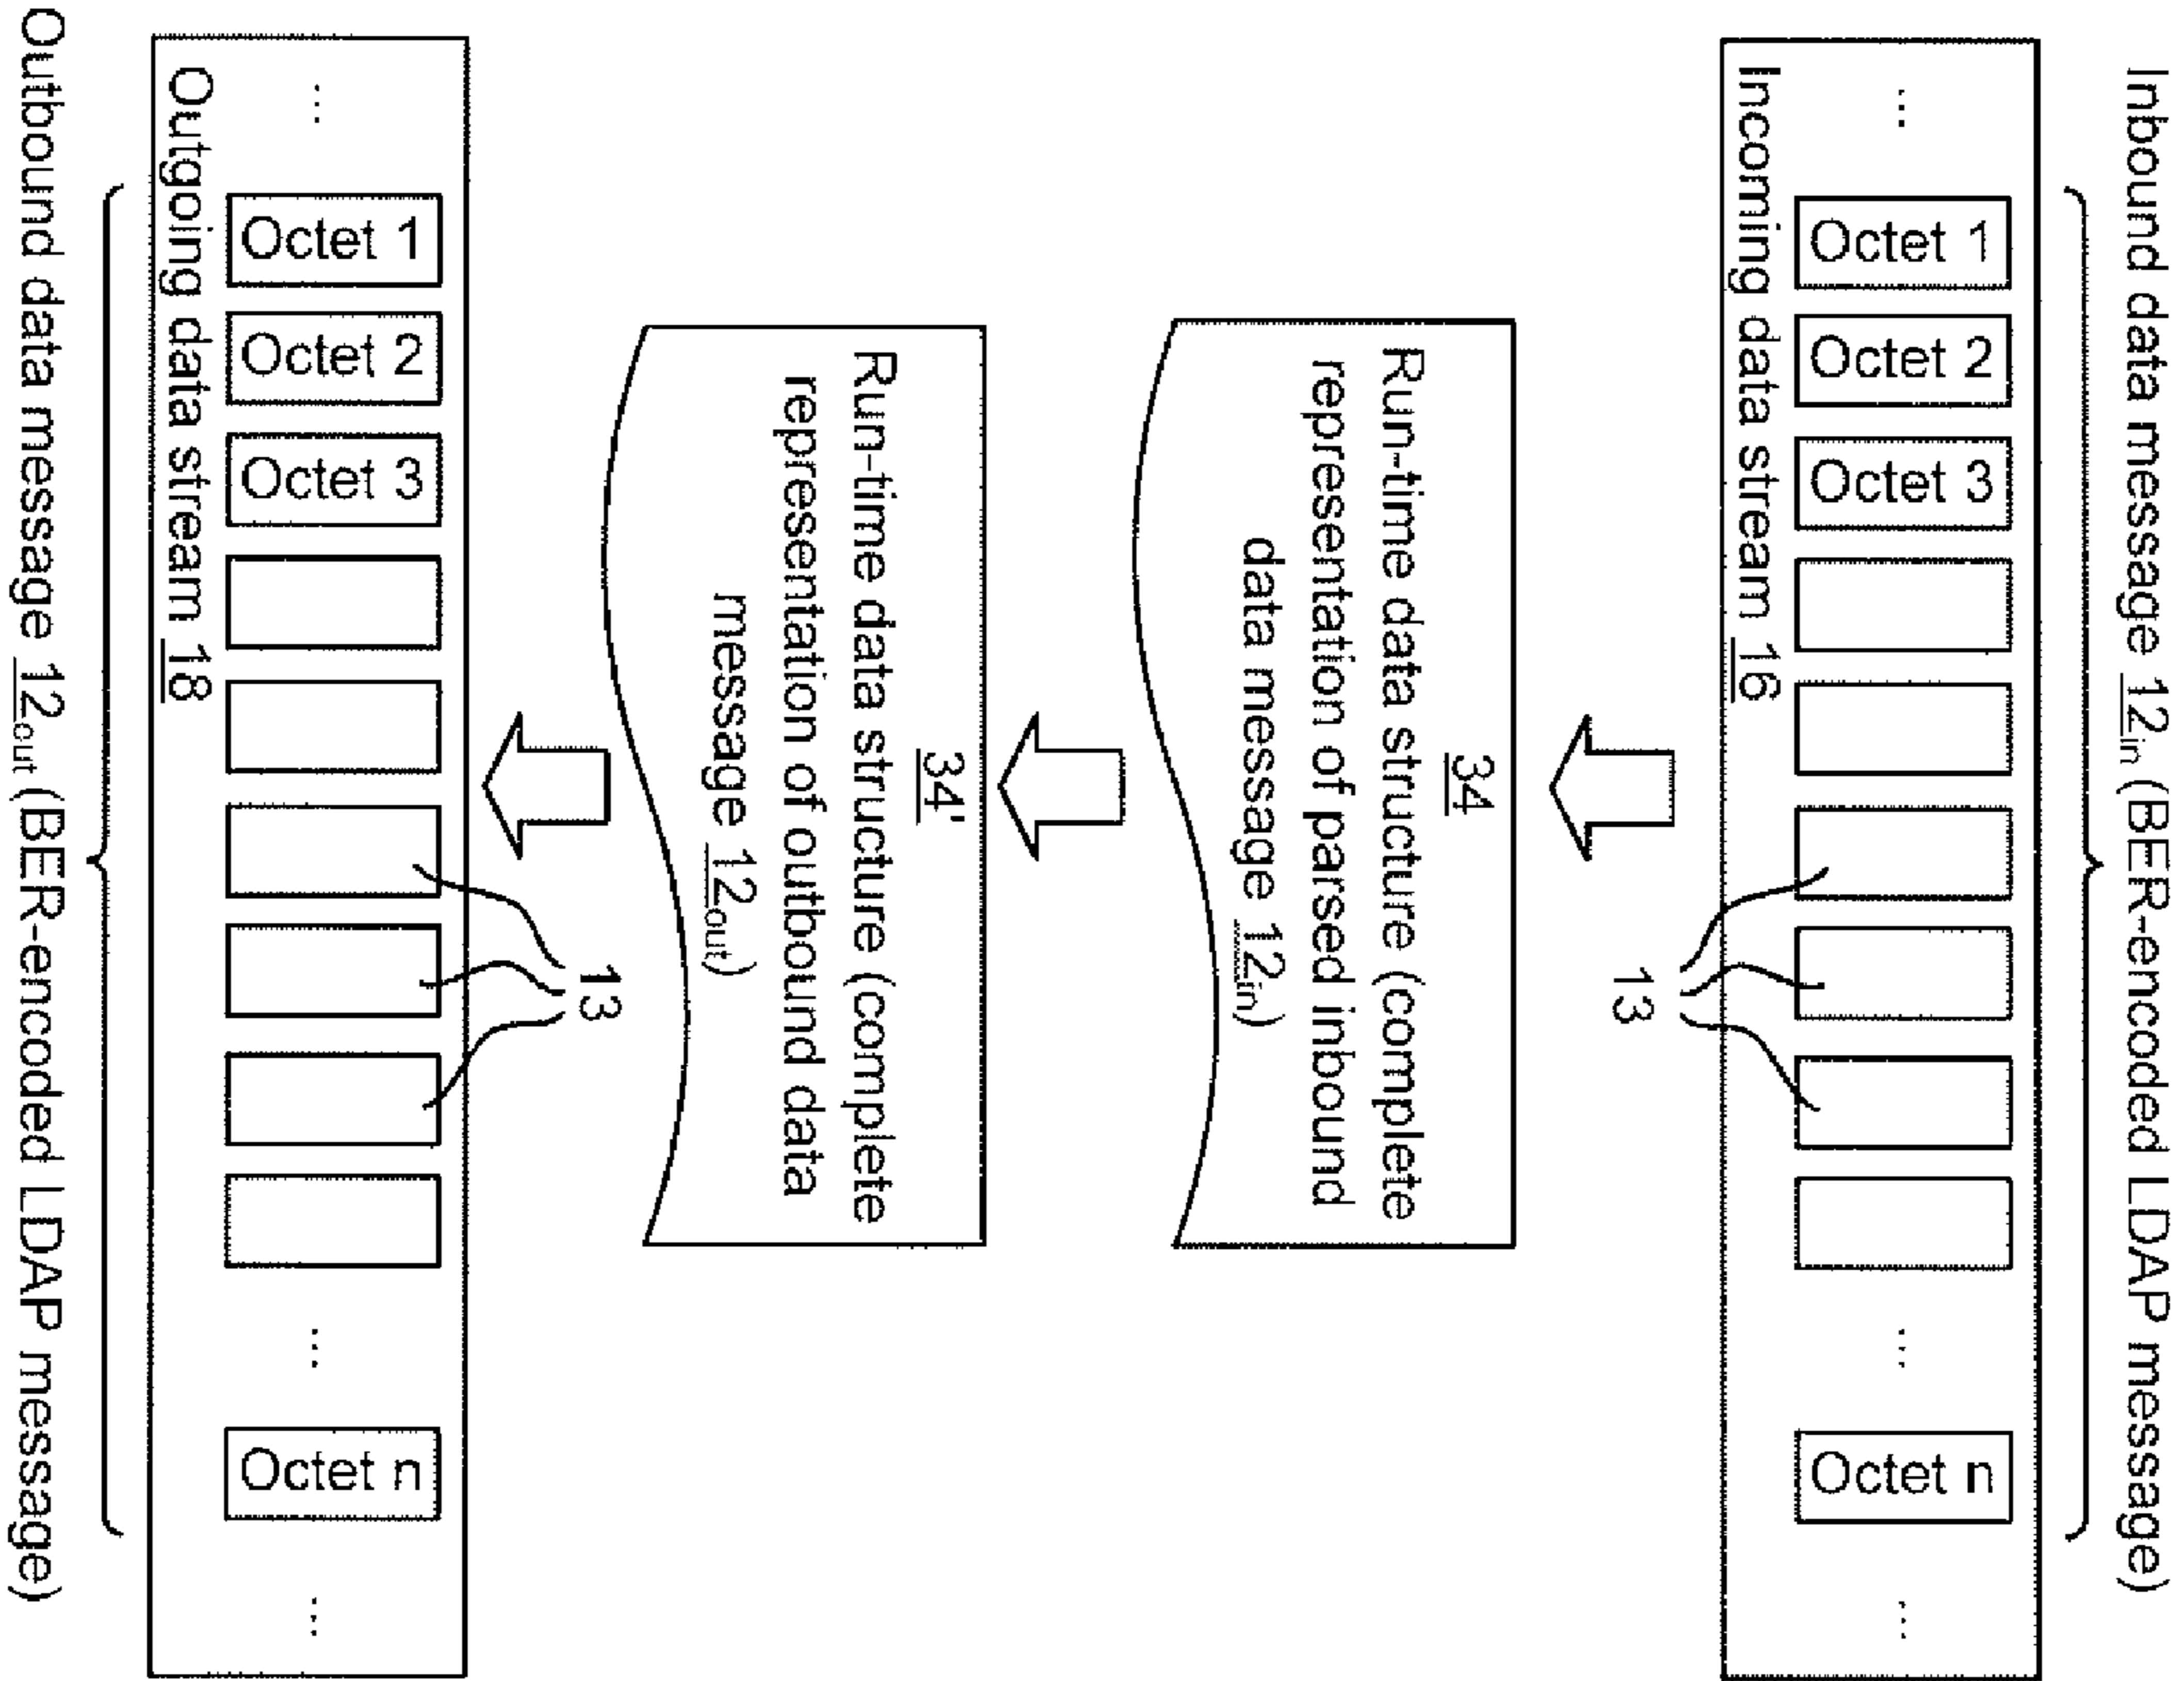 Inbound data message 12in (BER-encoded LDAP message)
...
Octet 1
Octet 2
Octet 3
...
Octet n
...
Incoming data stream 16
13
34
Run-time data structure (complete
representation of parsed inbound
data message 12in)
34'
Run-time data structure (complete
representation of outbound data
message 12out)
13
...
Octet 1
Octet 2
Octet 3
...
Octet n
...
Outgoing data stream 18
Outbound data message 12out (BER-encoded LDAP message)